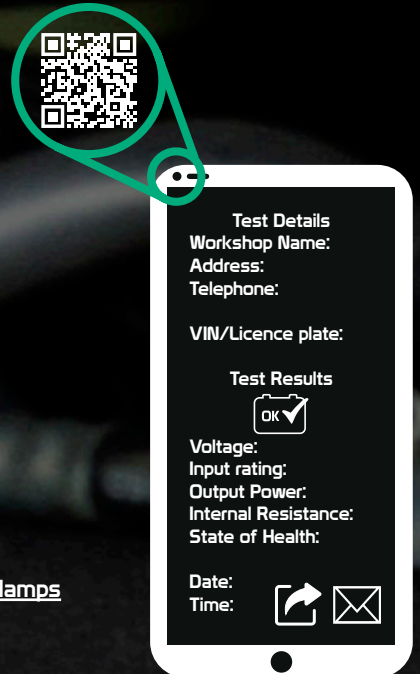 Test Details
Workshop Name:
Address:
Telephone:
VIN/Licence plate:
Test Results
OK
Voltage:
Input rating:
Output Power:
Internal Resistance:
State of Health:
lamps
Date:
Time: